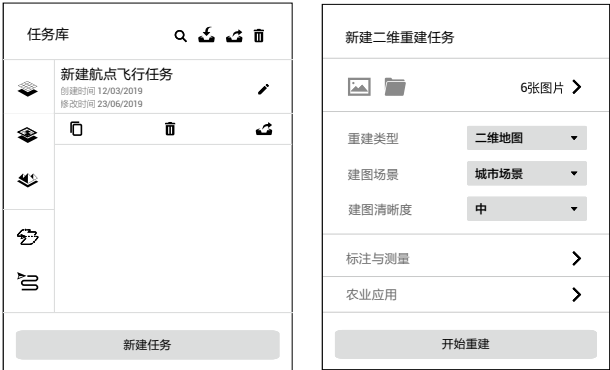 任务库
新建航点飞行任务
创建时间 12/03/2019
修改时间 23/06/2019
新建任务
新建二维重建任务
6张图片
重建类型 二维地图
建图场景 城市场景
建图清晰度 中
标注与测量
农业应用
开始重建